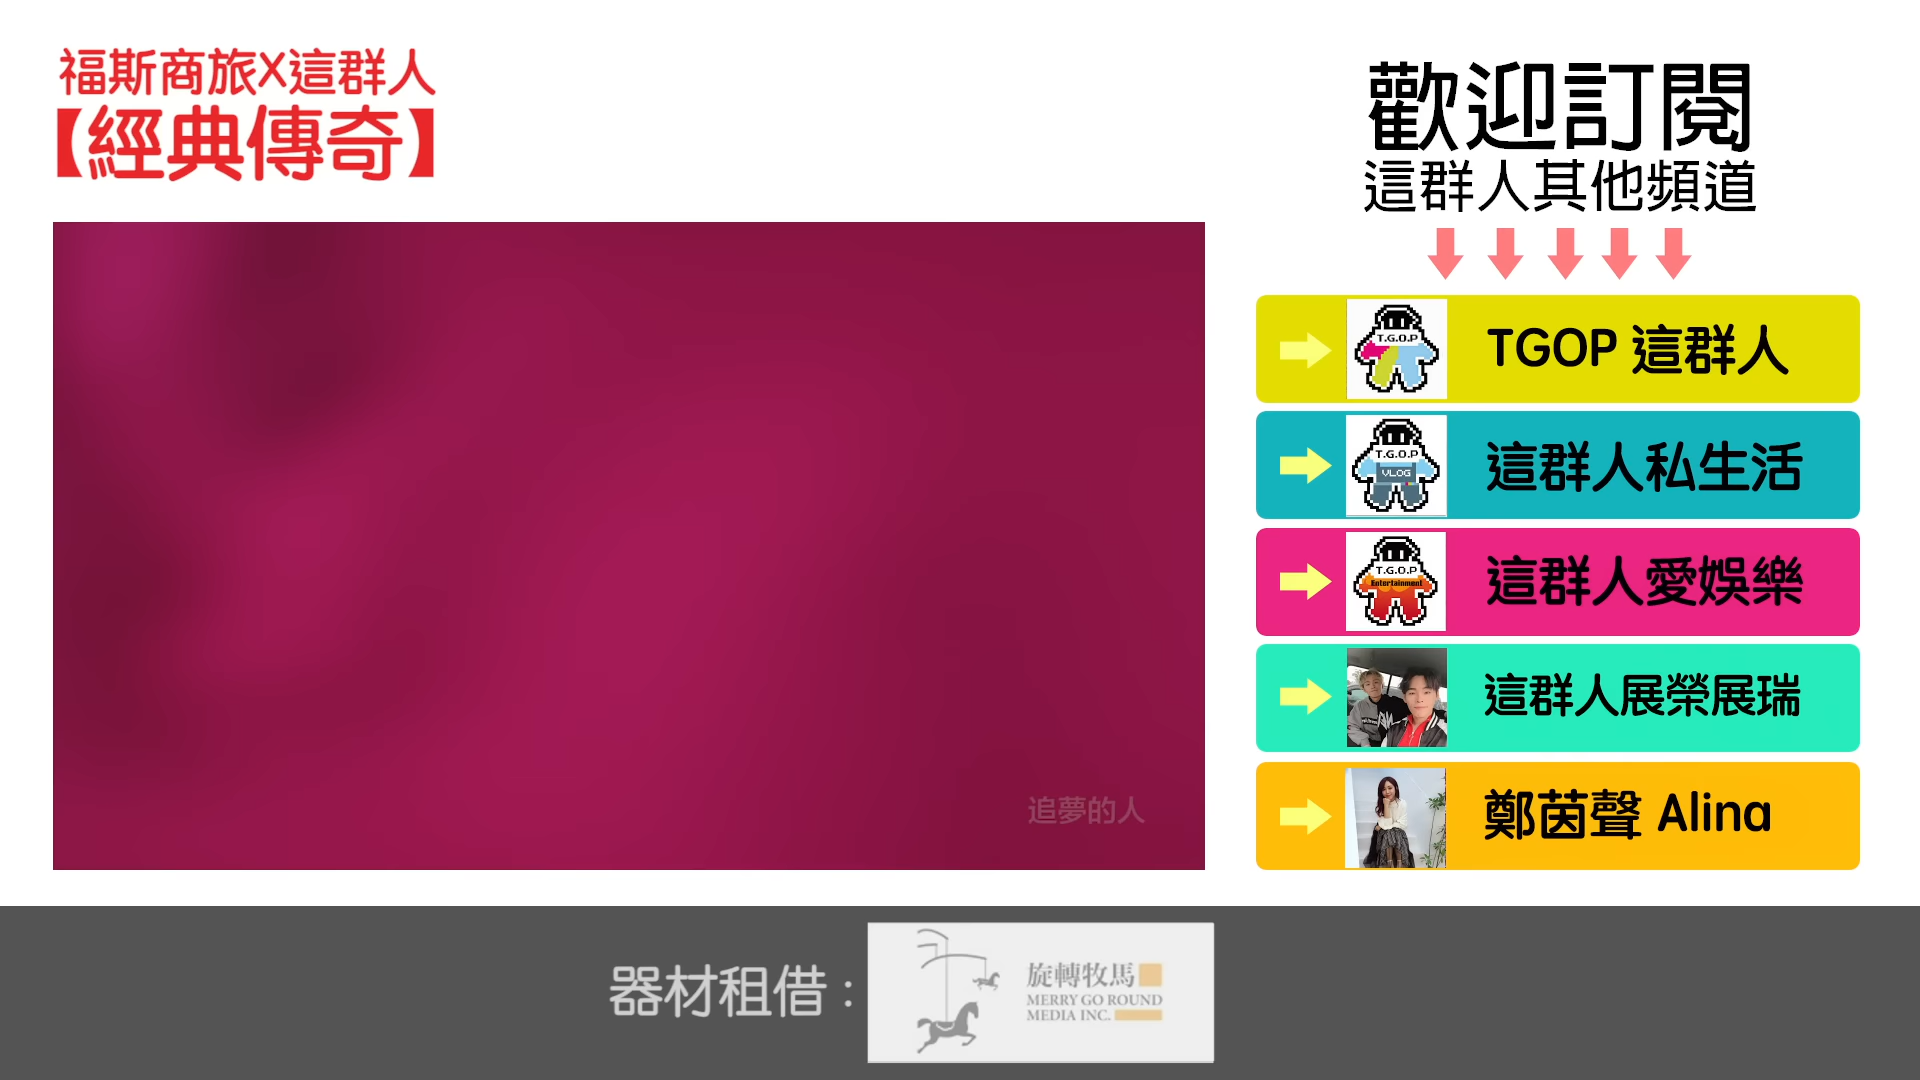 福斯商旅X這群人
【經典傳奇】
歡迎訂閱
這群人其他頻道
T.G.O.P
TGOP 這群人
T.G.O.P
VLOG
這群人私生活
T.G.O.P
Entertainment
這群人愛娛樂
這群人展榮展瑞
鄭茵聲 Alina
追夢的人
器材租借：
旋轉牧馬
MERRY GO ROUND
MEDIA INC.